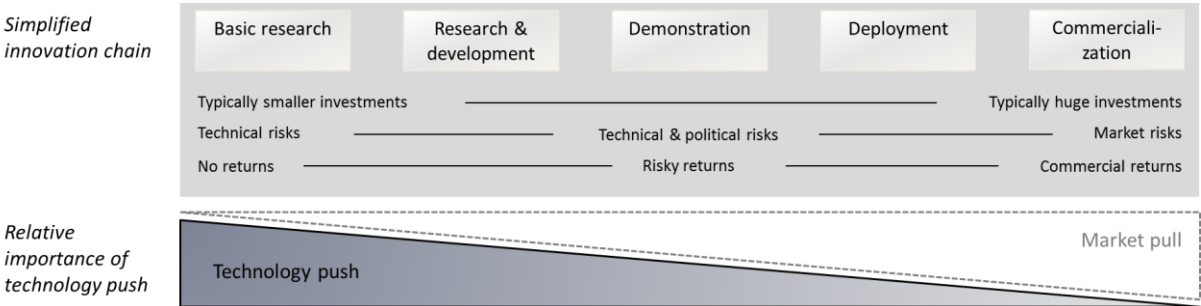 Simplified
innovation chain
Basic research
Research &
development
Demonstration
Deployment
Commerciali-
zation
Typically smaller investments
Typically huge investments
Technical risks
Technical & political risks
Market risks
No returns
Risky returns
Commercial returns
Relative
importance of
technology push
Technology push
Market pull